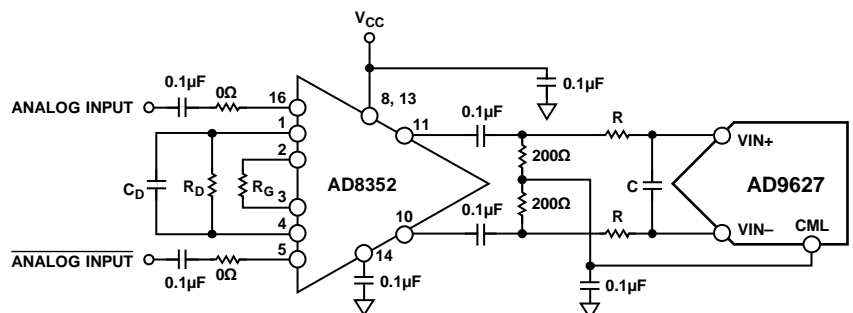 VCC
0.1µF
0Ω
0.1µF
ANALOG INPUT
16
8, 13
0.1µF
R
1
11
VIN+
2
200Ω
CD
RD
RG
AD8352
C
AD9627
3
200Ω
0.1µF
4
10
VIN–
CML
ANALOG INPUT
5
14
0.1µF
0Ω
0.1µF
R
0.1µF